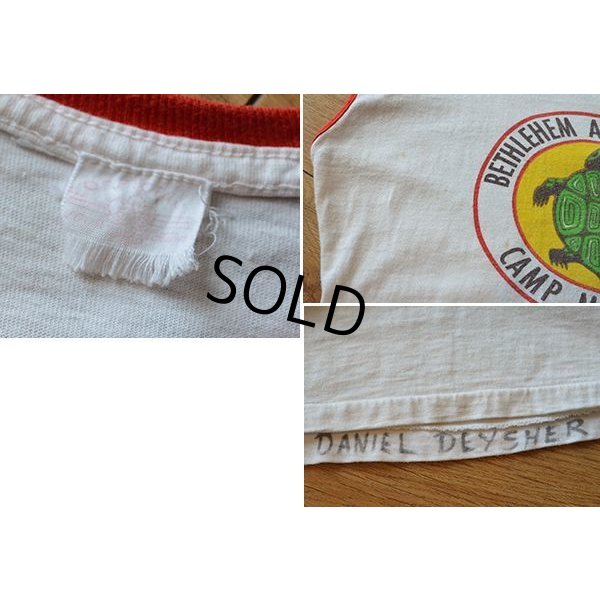 BETHLEHEM A
CAMP
SOLD
DANIEL DEYSHER